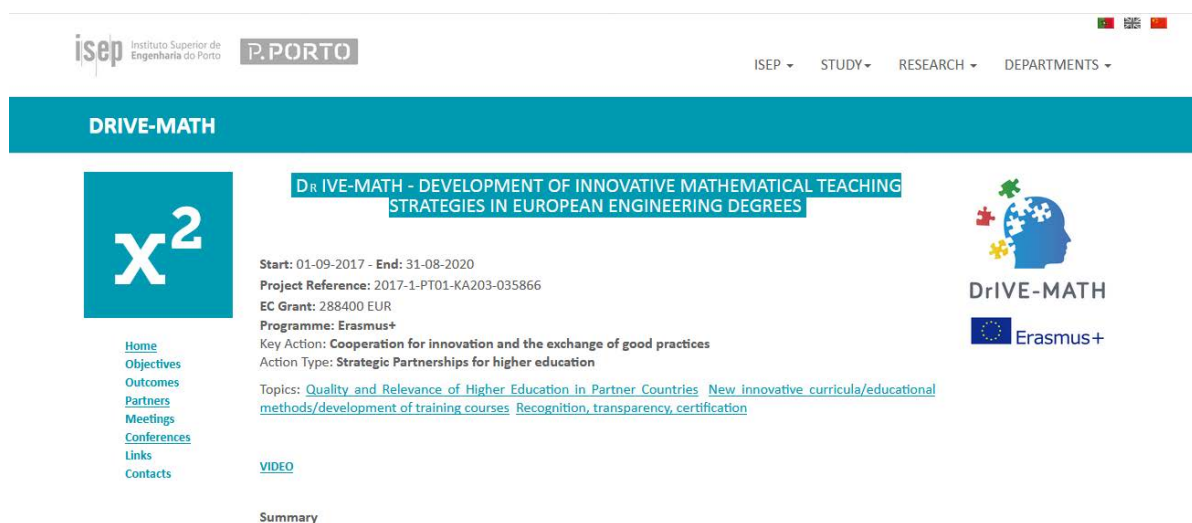 isep Instituto Superior de
Engenharia do Porto
P.PORTO
ISEP STUDY RESEARCH DEPARTMENTS
DRIVE-MATH
x²
DR IVE-MATH - DEVELOPMENT OF INNOVATIVE MATHEMATICAL TEACHING
STRATEGIES IN EUROPEAN ENGINEERING DEGREES
Start: 01-09-2017 - End: 31-08-2020
Project Reference: 2017-1-PT01-KA203-035866
EC Grant: 288400 EUR
Programme: Erasmus+
Key Action: Cooperation for innovation and the exchange of good practices
Action Type: Strategic Partnerships for higher education
Topics: Quality and Relevance of Higher Education in Partner Countries New innovative curricula/educational
methods/development of training courses Recognition, transparency, certification
VIDEO
Summary
Home
Objectives
Outcomes
Partners
Meetings
Conferences
Links
Contacts
DrIVE-MATH
Erasmus+